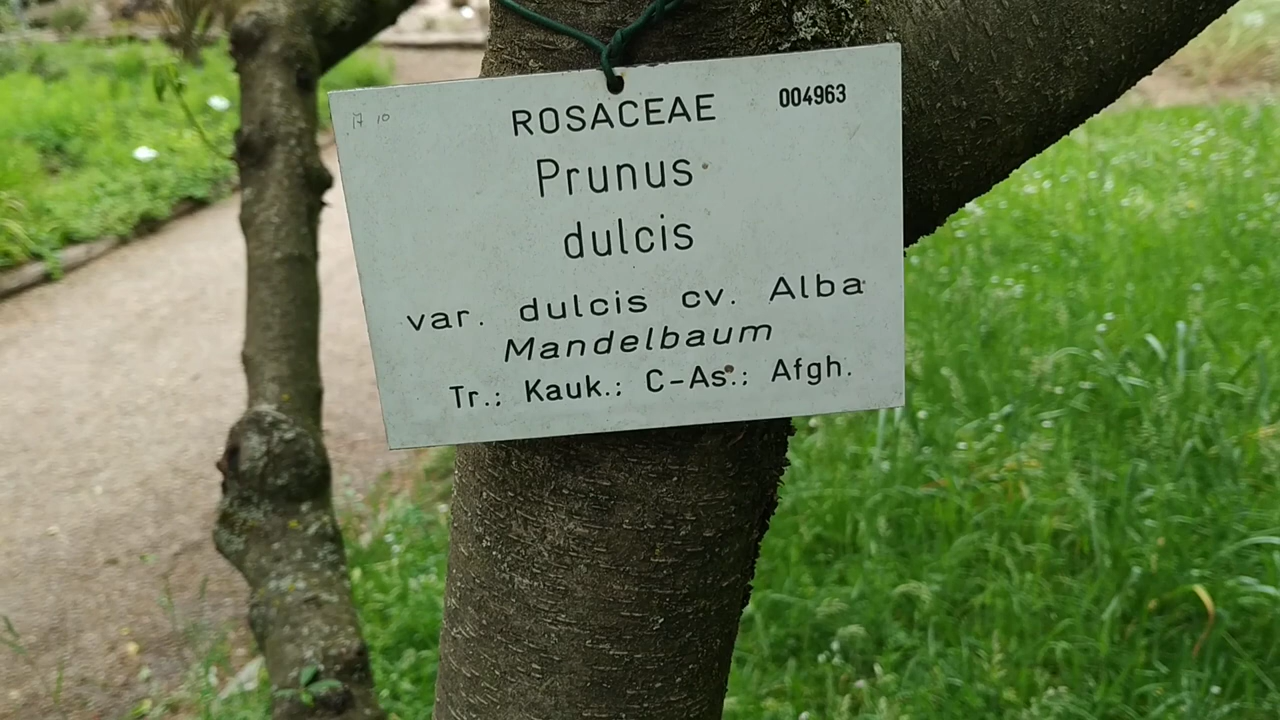 17 10
ROSACEAE 004963
Prunus
dulcis
var. dulcis cv. Alba
Mandelbaum
Tr.; Kauk.; C-As.; Afgh.